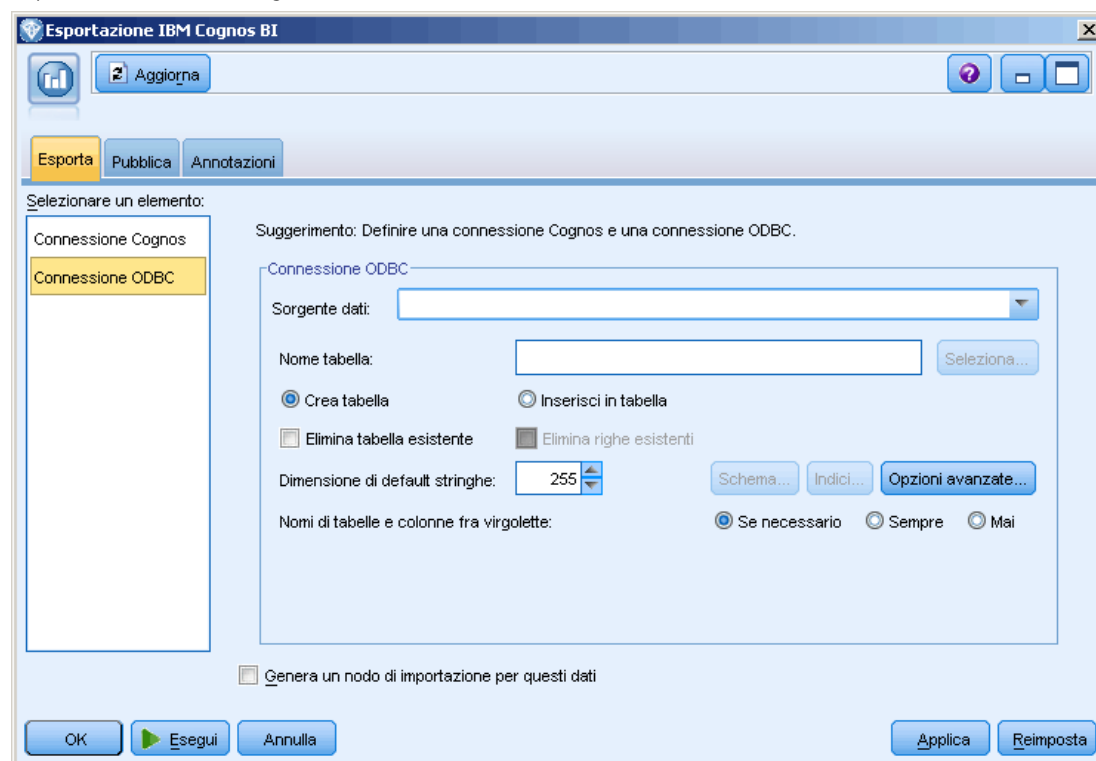 Esportazione IBM Cognos BI
Aggiorna
Esporta Pubblica Annotazioni
Selezionare un elemento:
Connessione Cognos
Connessione ODBC
Suggerimento: Definire una connessione Cognos e una connessione ODBC.
Connessione ODBC
Sorgente dati:
Nome tabella: Seleziona...
Crea tabella Inserisci in tabella
Elimina tabella esistente Elimina righe esistenti
Dimensione di default stringhe: 255 Schema... Indici... Opzioni avanzate...
Nomi di tabelle e colonne fra virgolette: Se necessario Sempre Mai
Genera un nodo di importazione per questi dati
OK Esegui Annulla Applica Reimposta